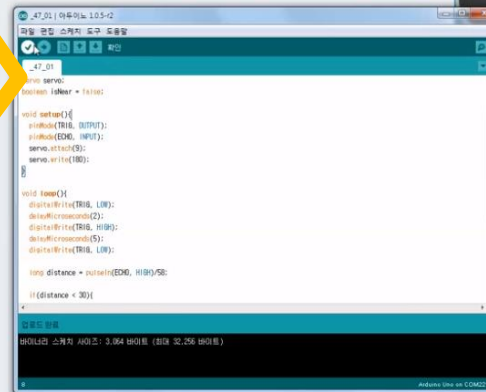 _47_01 | 아두이노 1.0.5-r2
파일 편집 스케치 도구 도움말
확인
_47_01
Servo servo;
boolean isNear = false;
void setup(){
pinMode(TRIG, OUTPUT);
pinMode(ECHO, INPUT);
servo.attach(9);
servo.write(180);
}
void loop(){
digitalWrite(TRIG, LOW);
delayMicroseconds(2);
digitalWrite(TRIG, HIGH);
delayMicroseconds(5);
digitalWrite(TRIG, LOW);
long distance = pulseIn(ECHO, HIGH)/58;
if(distance < 30){
업로드 완료
바이너리 스케치 사이즈: 3,064 바이트 (최대 32,256 바이트)
8
Arduino Uno on COM22